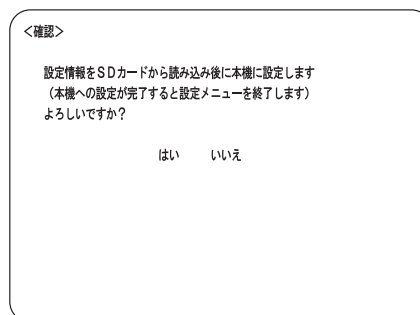 ＜確認＞
設定情報をＳＤカードから読み込み後に本機に設定します
（本機への設定が完了すると設定メニューを終了します）
よろしいですか？
はい　　いいえ